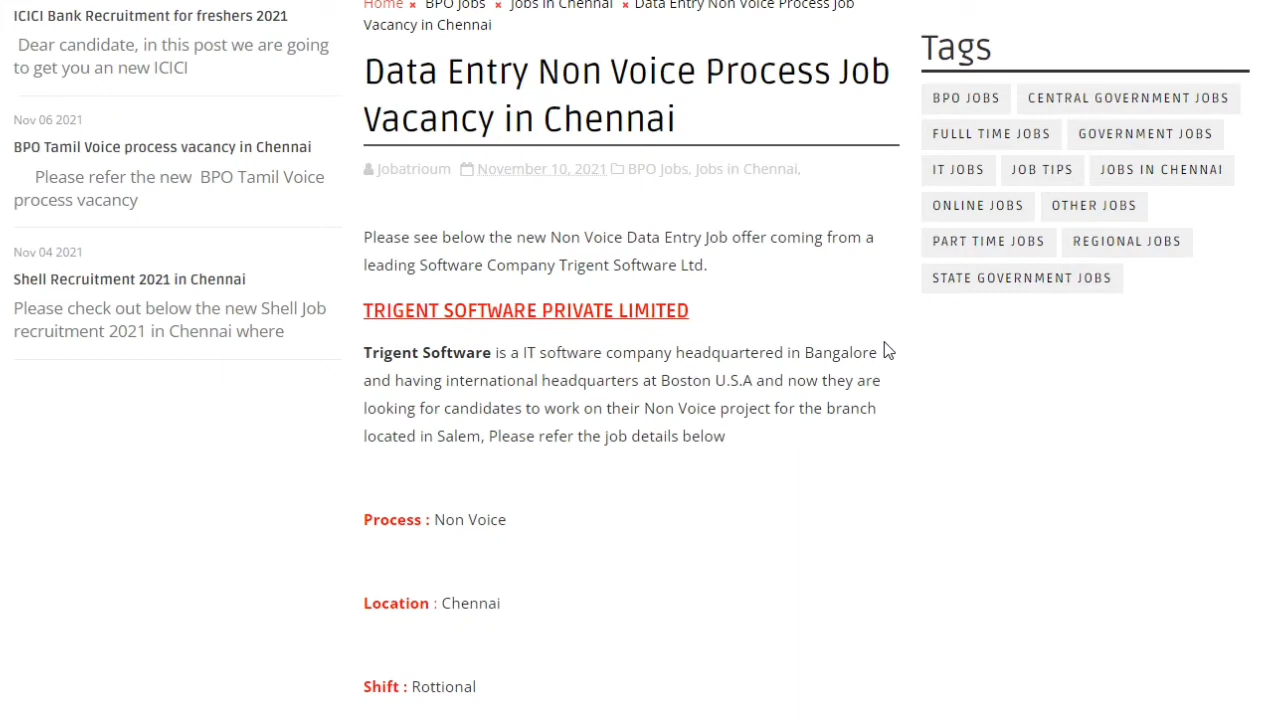 ICICI Bank Recruitment for freshers 2021
Dear candidate, in this post we are going
to get you an new ICICI
Nov 06 2021
BPO Tamil Voice process vacancy in Chennai
Please refer the new BPO Tamil Voice
process vacancy
Nov 04 2021
Shell Recruitment 2021 in Chennai
Please check out below the new Shell Job
recruitment 2021 in Chennai where
Home × BPO Jobs × Jobs in Chennai × Data Entry Non Voice Process Job
Vacancy in Chennai
Data Entry Non Voice Process Job
Vacancy in Chennai
Jobatrioum November 10, 2021 BPO Jobs, Jobs in Chennai,
Please see below the new Non Voice Data Entry Job offer coming from a
leading Software Company Trigent Software Ltd.
TRIGENT SOFTWARE PRIVATE LIMITED
Trigent Software is a IT software company headquartered in Bangalore
and having international headquarters at Boston U.S.A and now they are
looking for candidates to work on their Non Voice project for the branch
located in Salem, Please refer the job details below
Process : Non Voice
Location : Chennai
Shift : Rottional
Tags
BPO JOBS CENTRAL GOVERNMENT JOBS
FULLL TIME JOBS GOVERNMENT JOBS
IT JOBS JOB TIPS JOBS IN CHENNAI
ONLINE JOBS OTHER JOBS
PART TIME JOBS REGIONAL JOBS
STATE GOVERNMENT JOBS